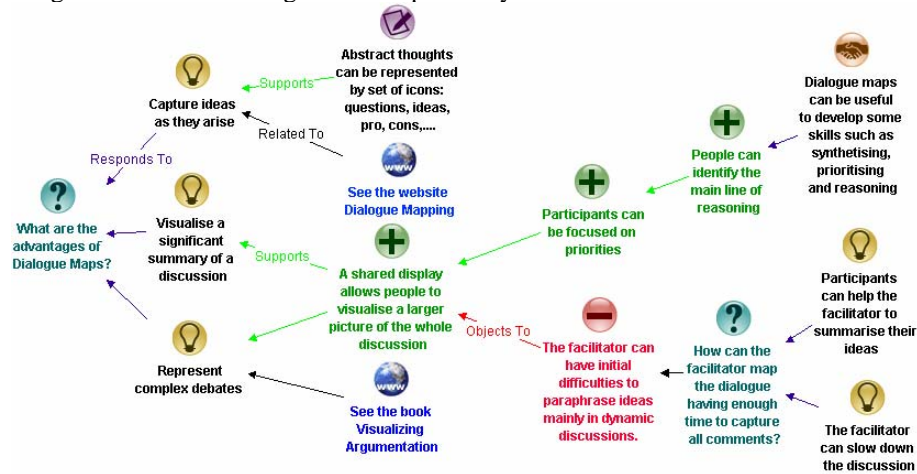 Abstract thoughts
can be represented
by set of icons:
questions, ideas,
pro, cons,....
Supports
Capture ideas
as they arise
Related To
Responds To
See the website
Dialogue Mapping
What are the
advantages of
Dialogue Maps?
Visualise a
significant
summary of a
discussion
Supports
A shared display
allows people to
visualise a larger
picture of the whole
discussion
Represent
complex debates
See the book
Visualizing
Argumentation
Participants can
be focused on
priorities
People can
identify the
main line of
reasoning
Dialogue maps
can be useful
to develop some
skills such as
synthetising,
prioritising
and reasoning
Objects To
The facilitator can
have initial
difficulties to
paraphrase ideas
mainly in dynamic
discussions.
How can the
facilitator map
the dialogue
having enough
time to capture
all comments?
Participants
can help the
facilitator to
summarise their
ideas
The facilitator
can slow down
the discussion
www
www